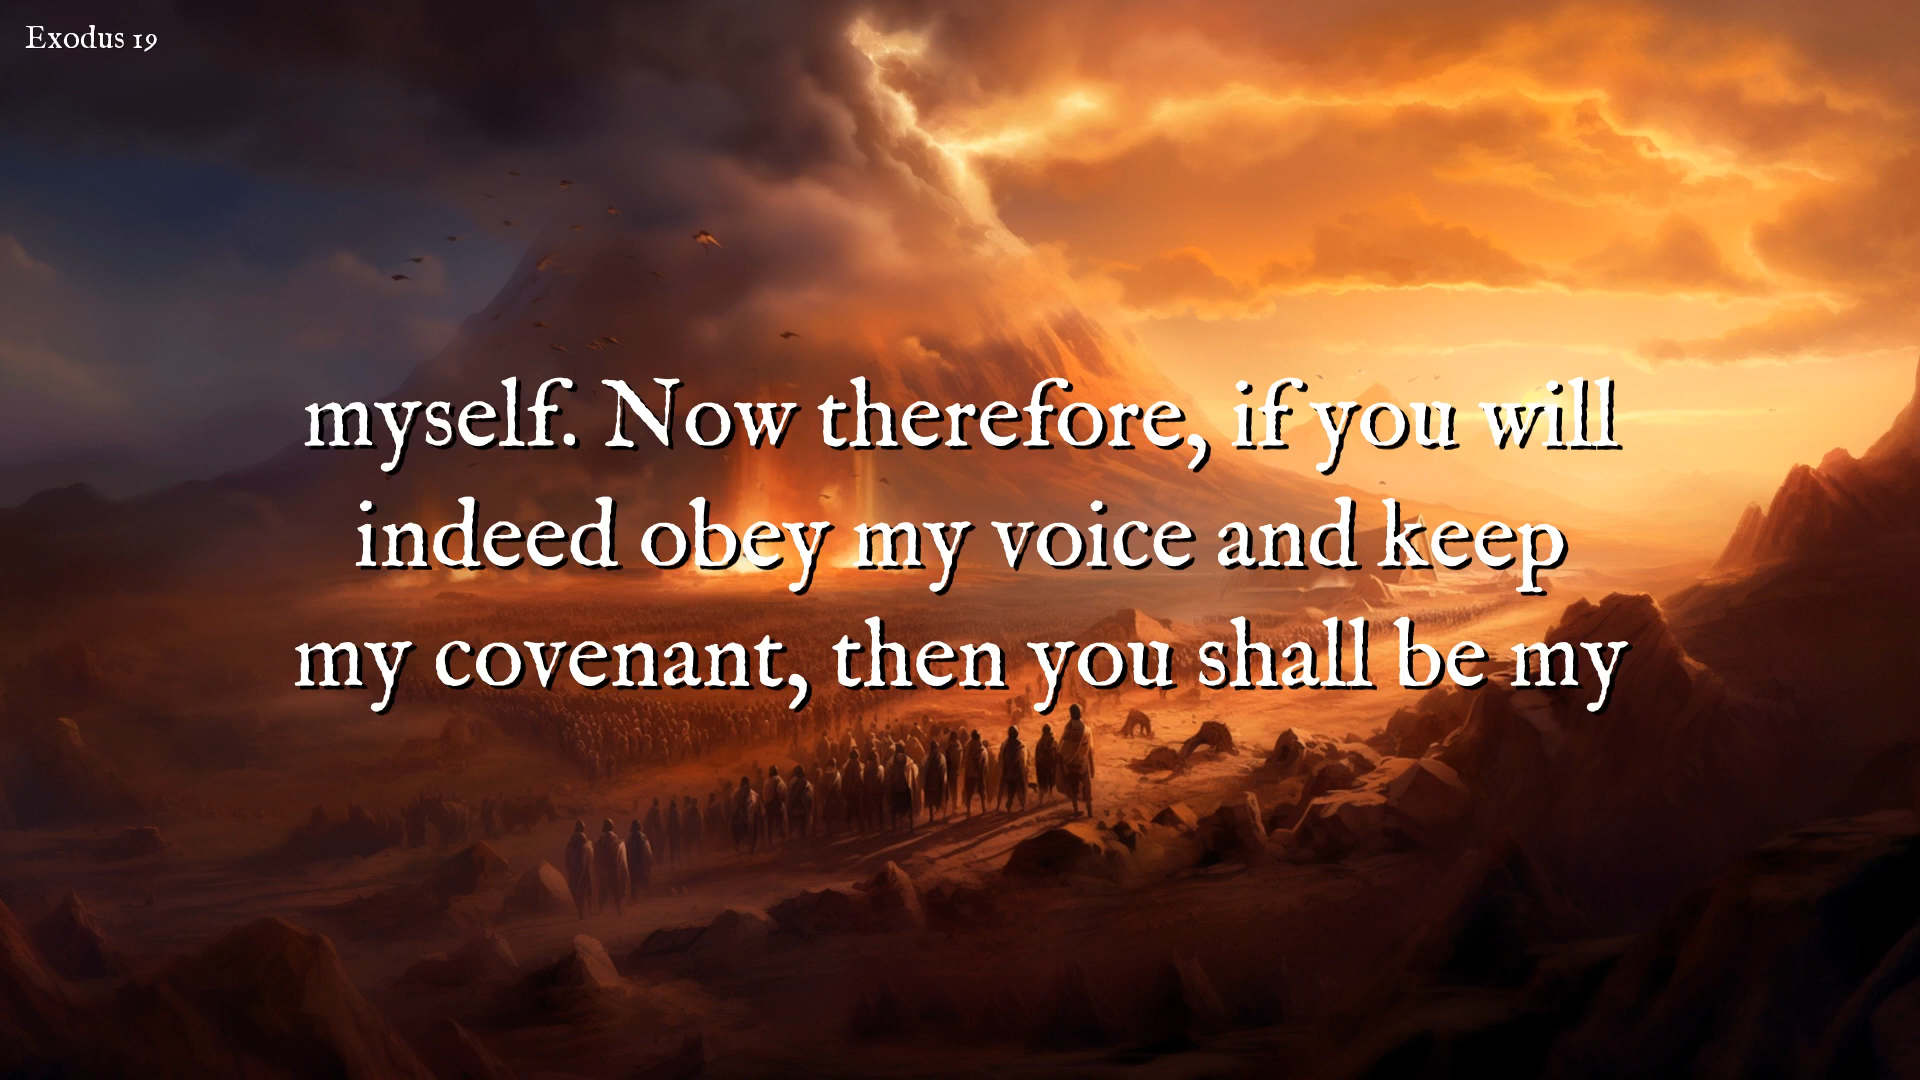 Exodus 19
myself. Now therefore, if you will
indeed obey my voice and keep
my covenant, then you shall be my